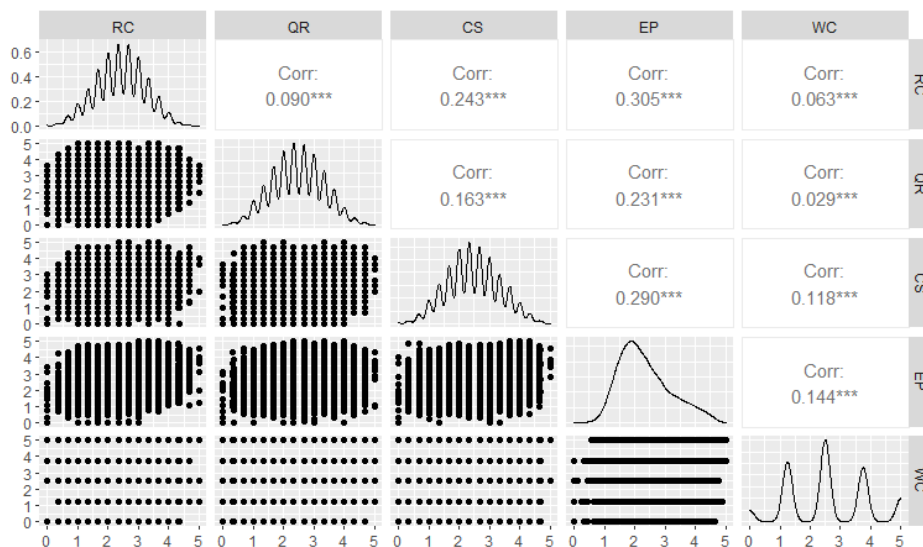 RC QR CS EP WC
0.6
0.4
0.2
0.0
Corr:
0.090***
Corr:
0.243***
Corr:
0.305***
Corr:
0.063***
RC
5
4
3
2
1
0
Corr:
0.163***
Corr:
0.231***
Corr:
0.029***
QR
5
4
3
2
1
0
Corr:
0.290***
Corr:
0.118***
CS
5
4
3
2
1
0
Corr:
0.144***
EP
5
4
3
2
1
0
WC
0 1 2 3 4 5 0 1 2 3 4 5 0 1 2 3 4 5 0 1 2 3 4 5 0 1 2 3 4 5